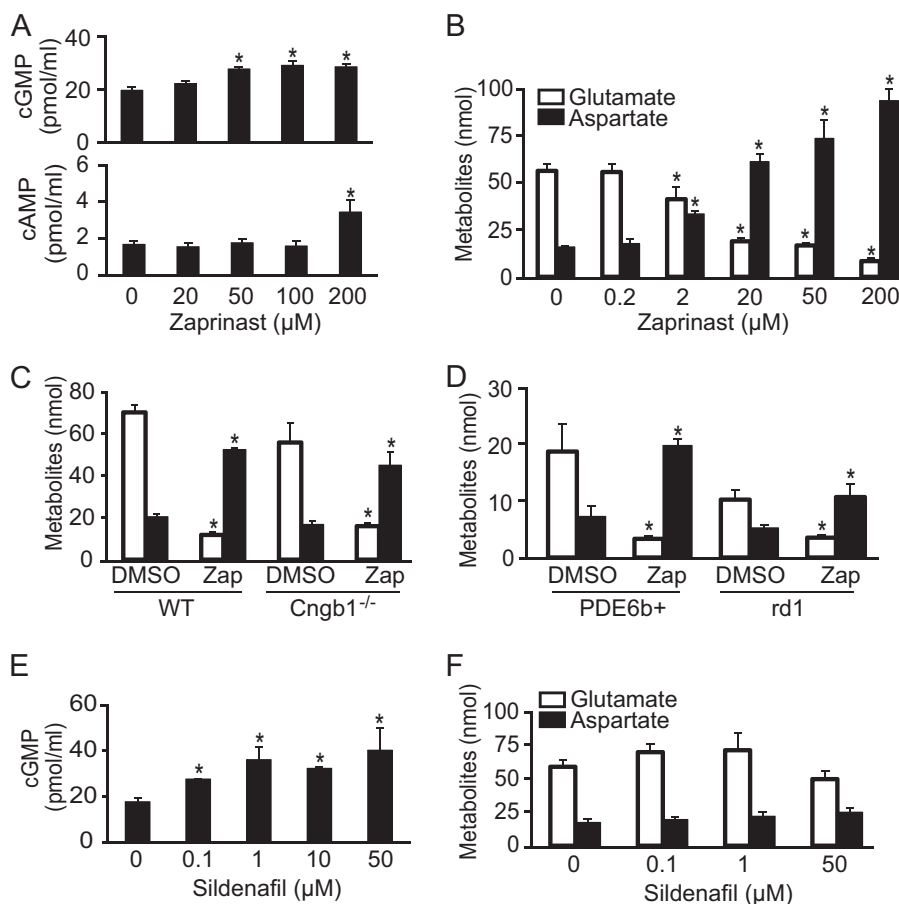 A
cGMP
(pmol/ml)
60
40
20
0
* * *
cAMP
(pmol/ml)
6
4
2
0
*
0 20 50 100 200
Zaprinast (µM)
B
Metabolites (nmol)
100
75
50
25
0
Glutamate
Aspartate
* * * * * * * *
0 0.2 2 20 50 200
Zaprinast (µM)
C
Metabolites (nmol)
80
60
40
20
0
* * * *
DMSO Zap DMSO Zap
WT Cngb1-/-
D
Metabolites (nmol)
30
20
10
0
* * * *
DMSO Zap DMSO Zap
PDE6b+ rd1
E
cGMP
(pmol/ml)
60
40
20
0
* * * *
0 0.1 1 10 50
Sildenafil (µM)
F
Metabolites (nmol)
100
75
50
25
0
Glutamate
Aspartate
0 0.1 1 50
Sildenafil (µM)